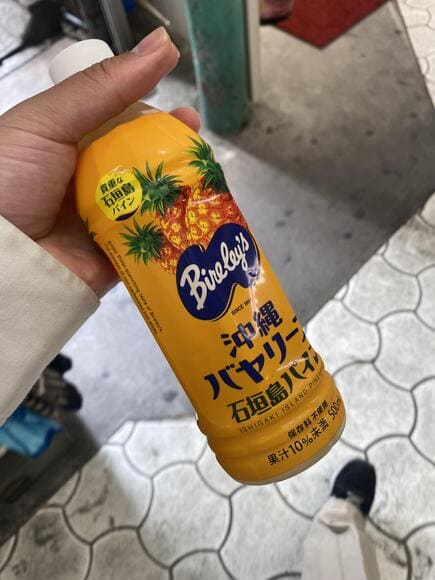 貴重な
石垣島
パイン
Bireley's
SINCE 19
沖縄
バヤリース
石垣島パイン
ISHIGAKI ISLAND PINE
保存料不使用
果汁10%未満 500